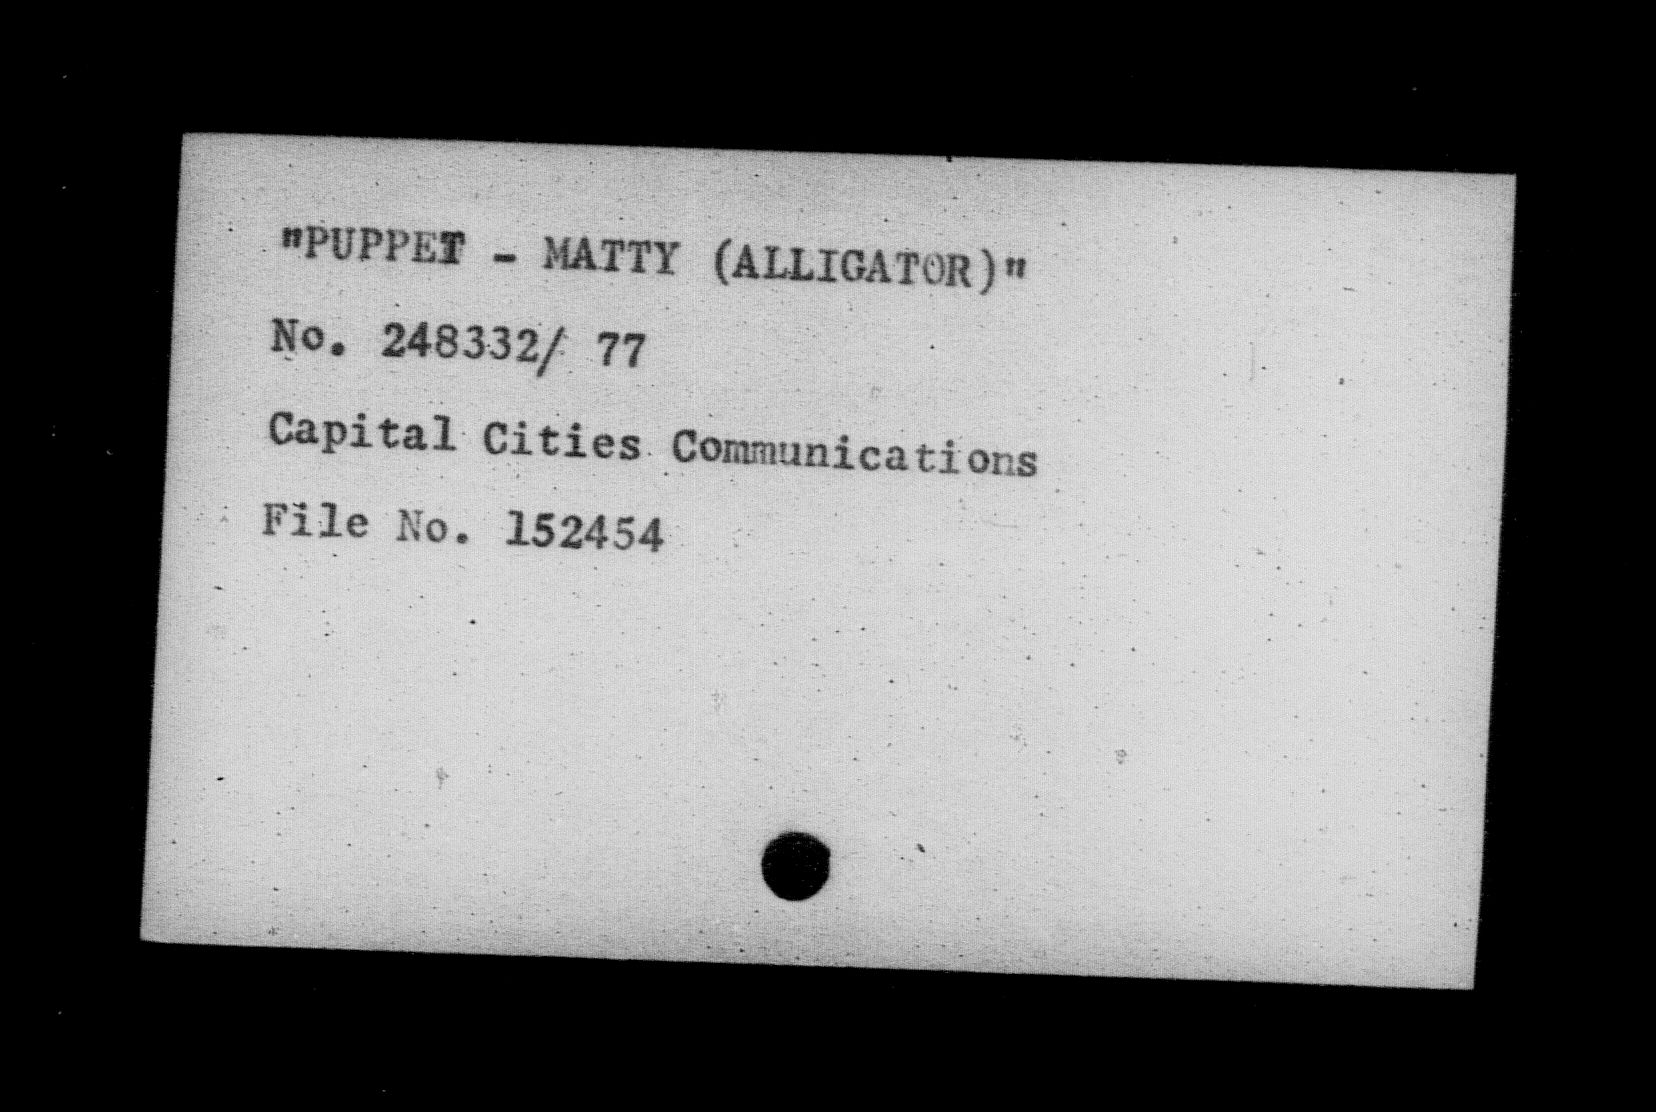 "PUPPET - MATTY (ALLIGATOR)"
No. 248332/ 77
Capital Cities Communications
File No. 152454